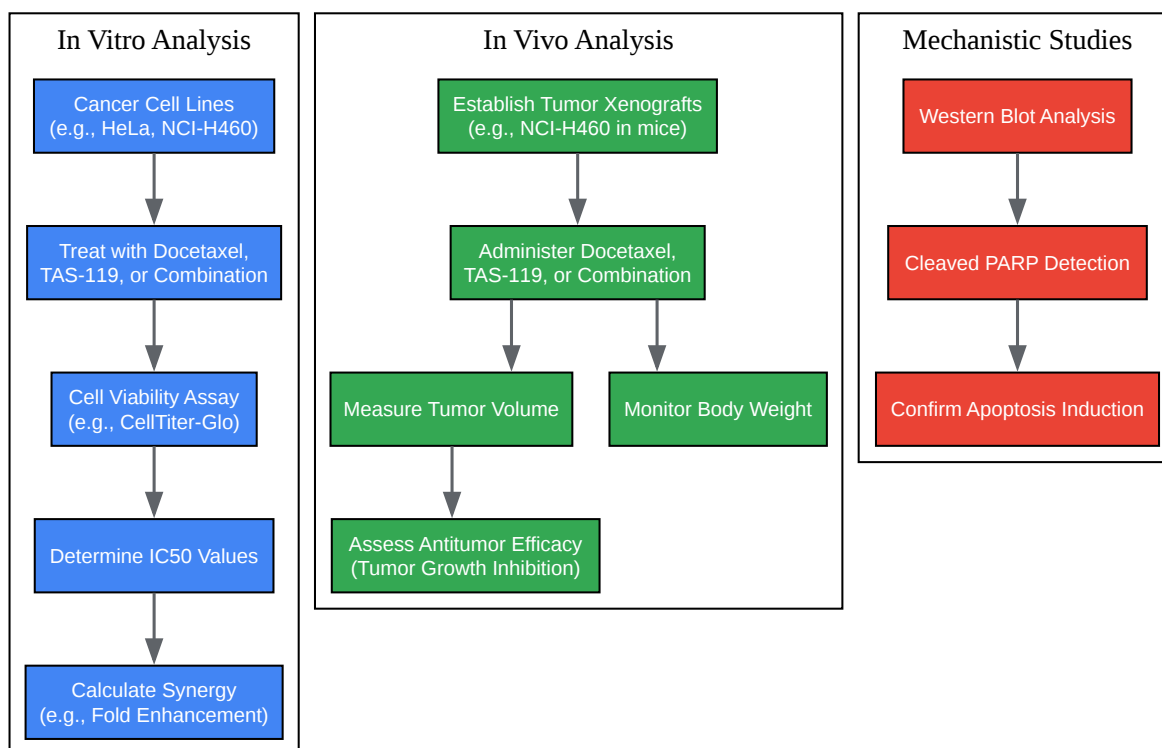 In Vitro Analysis
Cancer Cell Lines
(e.g., HeLa, NCI-H460)
Treat with Docetaxel,
TAS-119, or Combination
Cell Viability Assay
(e.g., CellTiter-Glo)
Determine IC50 Values
Calculate Synergy
(e.g., Fold Enhancement)
In Vivo Analysis
Establish Tumor Xenografts
(e.g., NCI-H460 in mice)
Administer Docetaxel,
TAS-119, or Combination
Measure Tumor Volume
Monitor Body Weight
Assess Antitumor Efficacy
(Tumor Growth Inhibition)
Mechanistic Studies
Western Blot Analysis
Cleaved PARP Detection
Confirm Apoptosis Induction